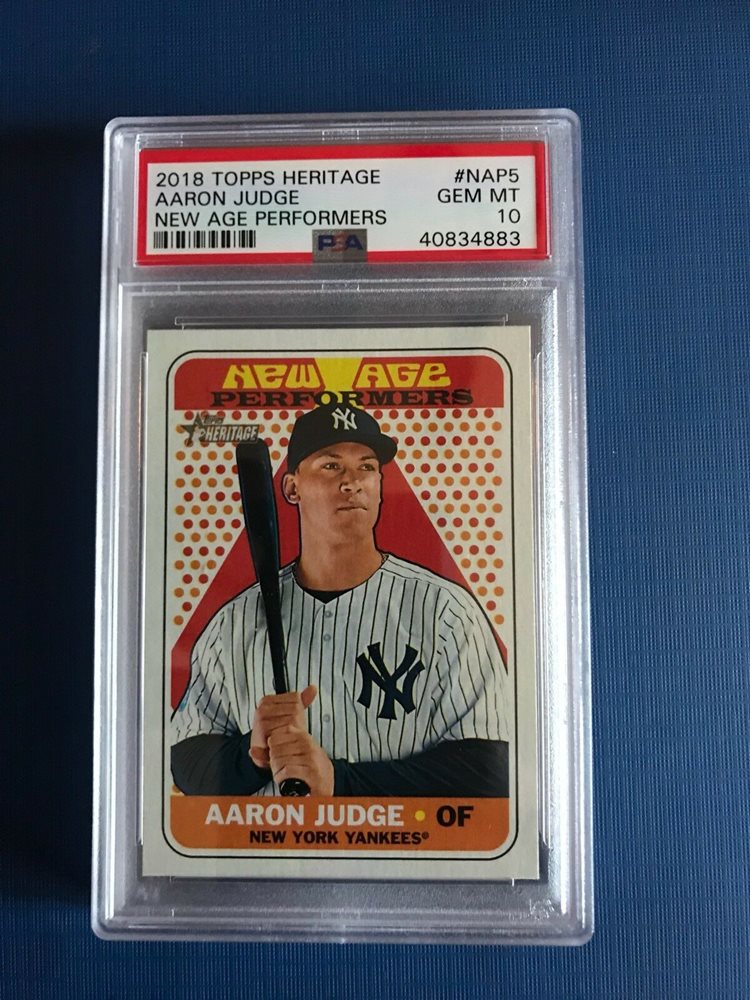 2018 TOPPS HERITAGE #NAP5
AARON JUDGE GEM MT
NEW AGE PERFORMERS 10
PSA 40834883
NEW AGE
PERFORMERS
Topps
HERITAGE
NY
NY
AARON JUDGE • OF
NEW YORK YANKEES®